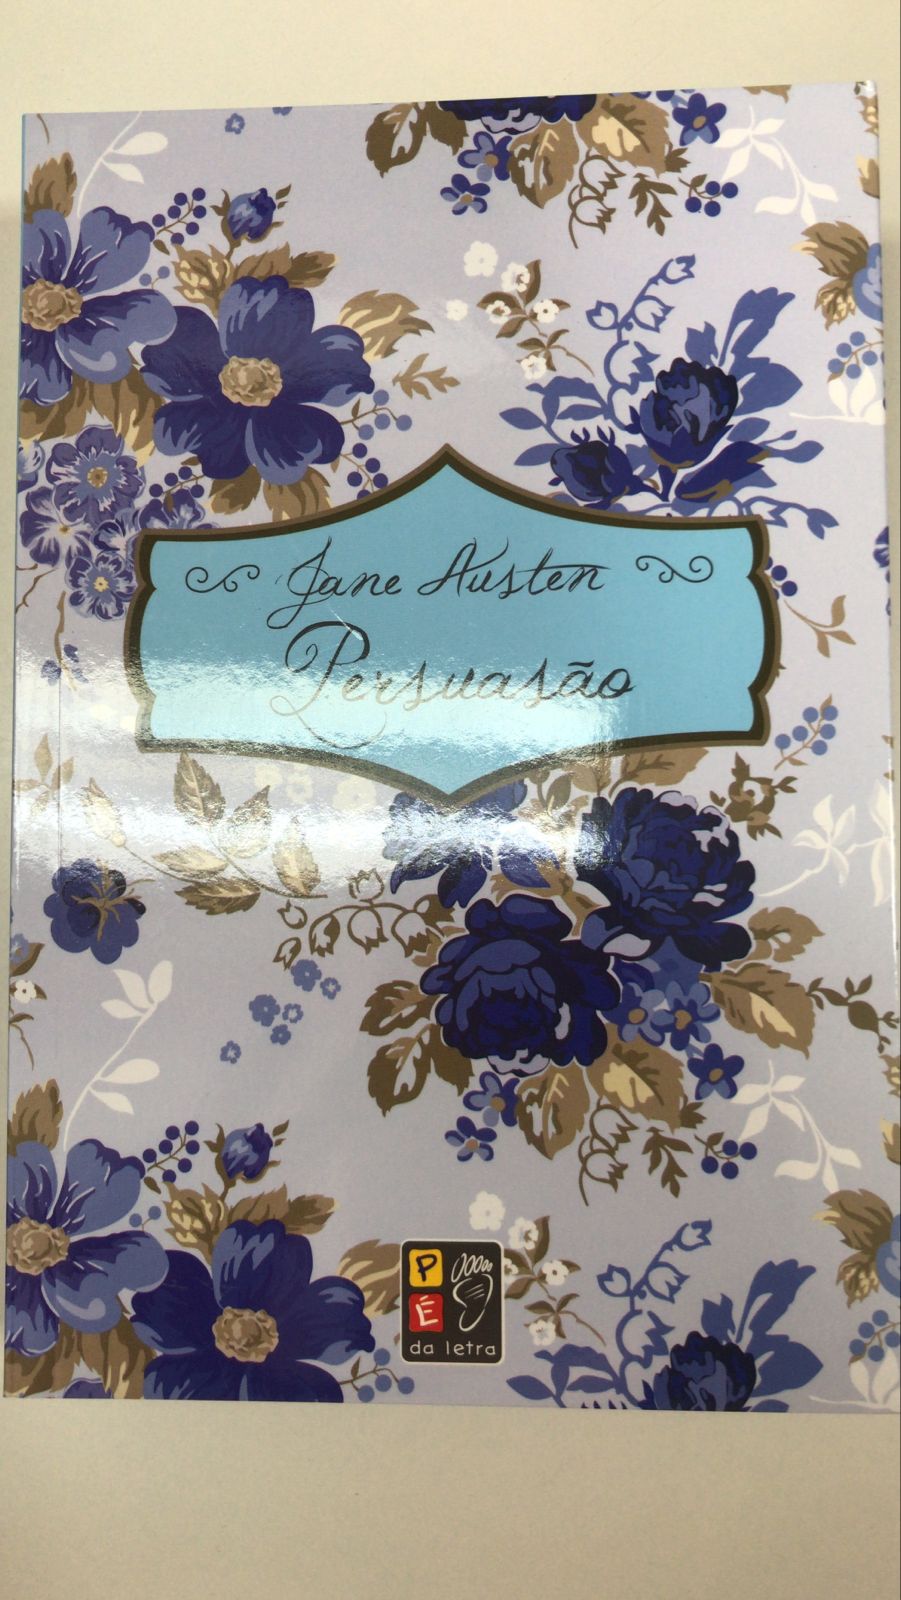 Jane Austen
Persuasão
P
É
da letra